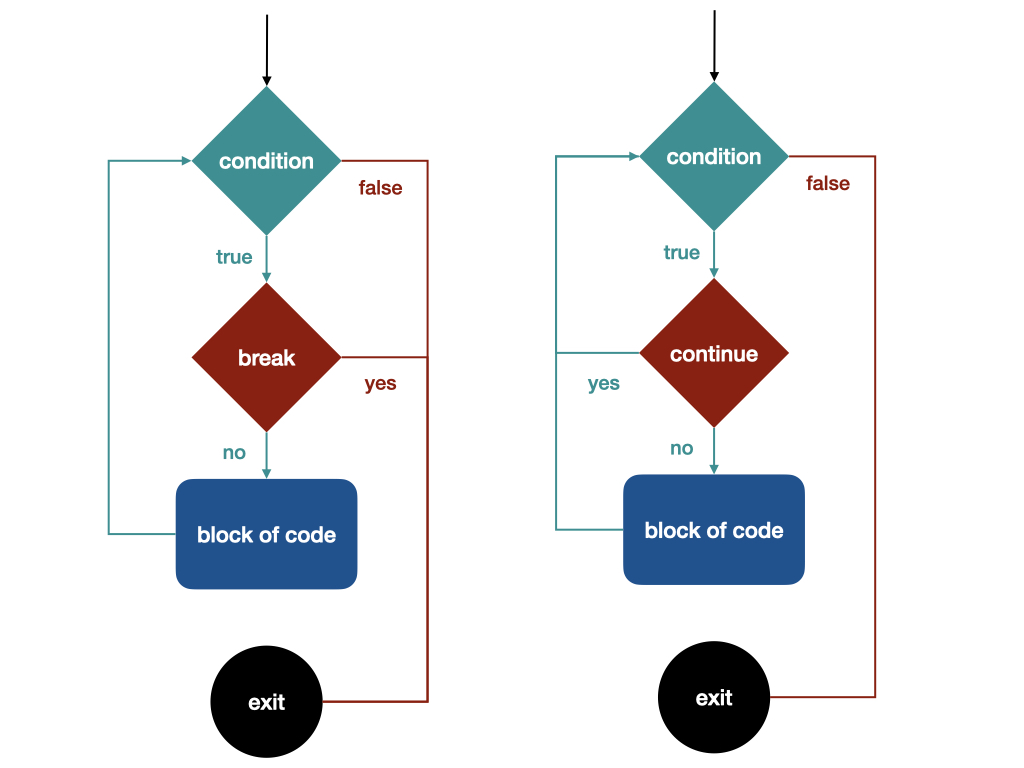 condition
false
true
break
yes
no
block of code
exit
condition
false
true
continue
yes
no
block of code
exit